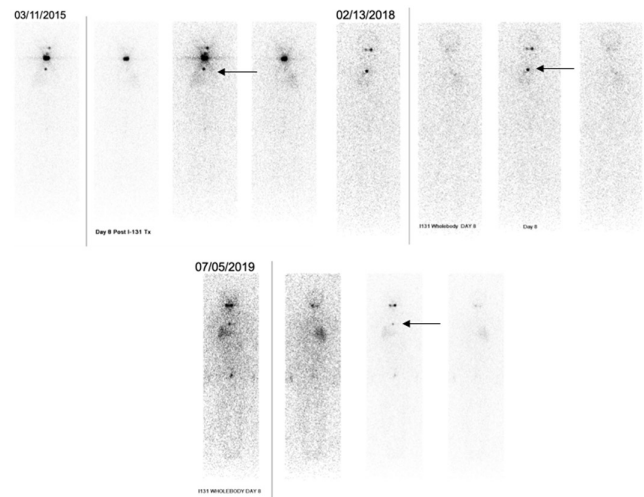 03/11/2015
02/13/2018
Day 8 Post I-131 Tx
I131 Wholebody DAY 8
Day 8
07/05/2019
I131 WHOLEBODY DAY 8